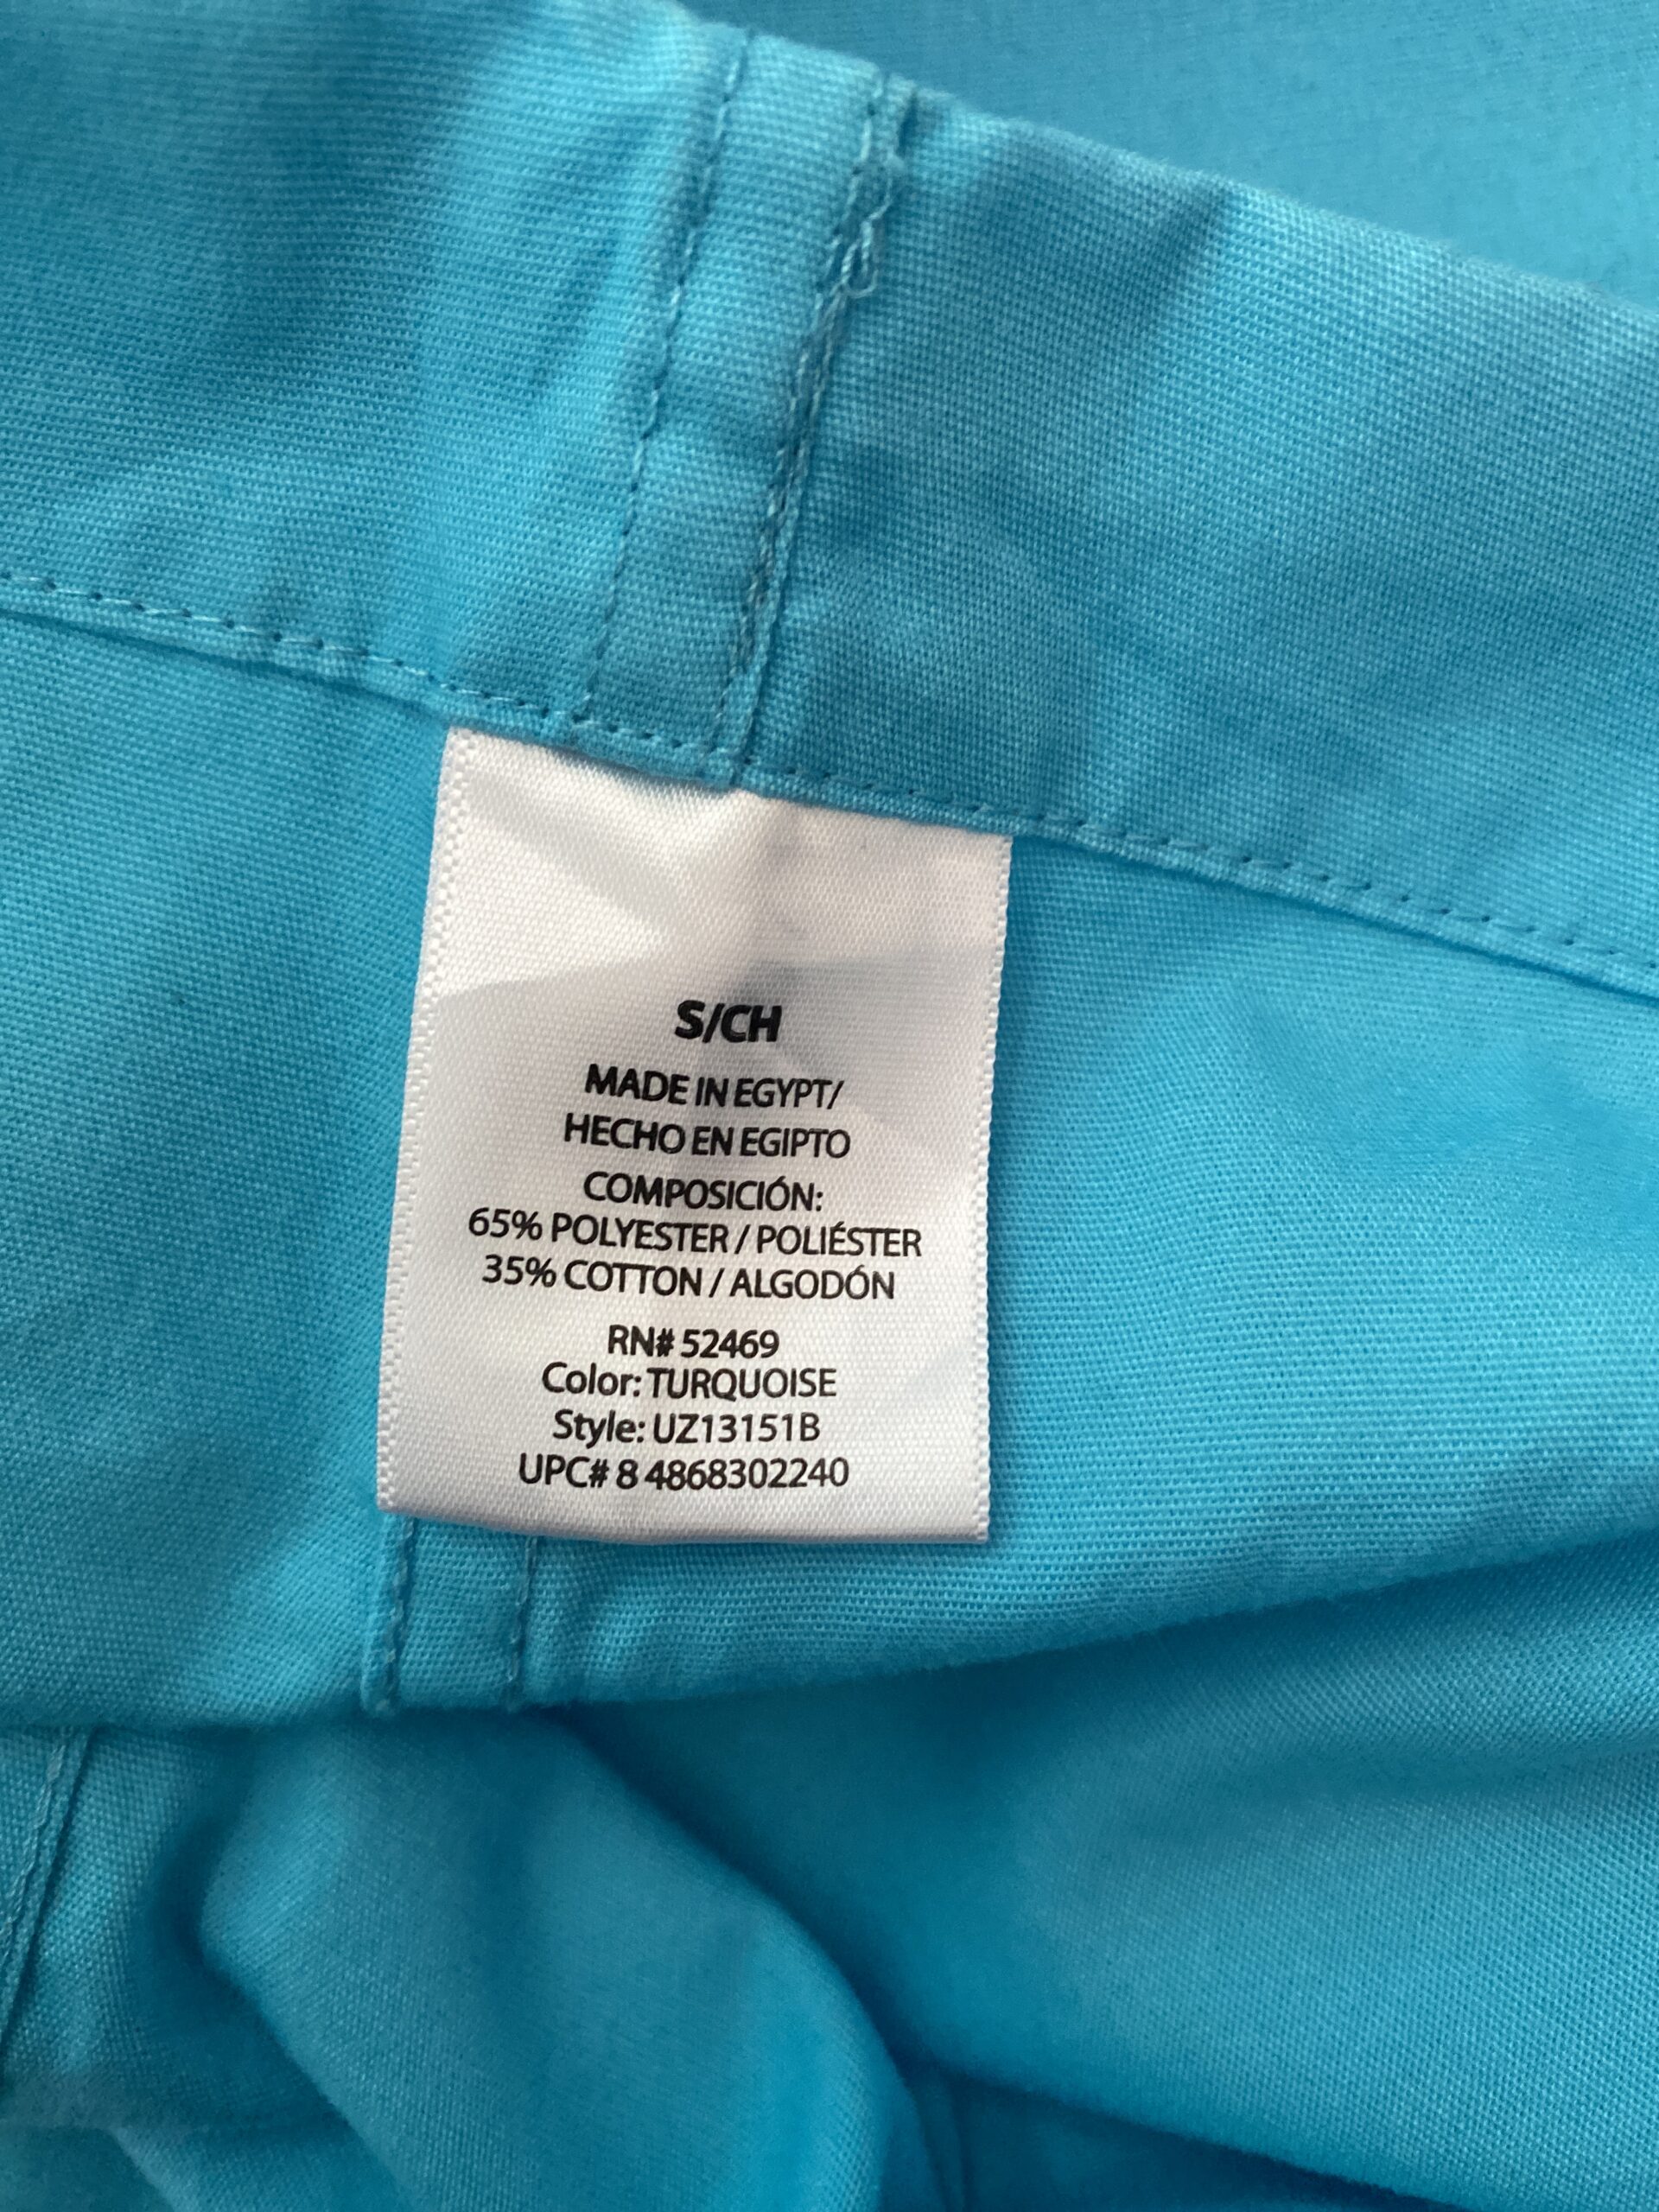 S/CH
MADE IN EGYPT/
HECHO EN EGIPTO
COMPOSICIÓN:
65% POLYESTER / POLIÉSTER
35% COTTON / ALGODÓN
RN# 52469
Color: TURQUOISE
Style: UZ13151B
UPC# 8 4868302240